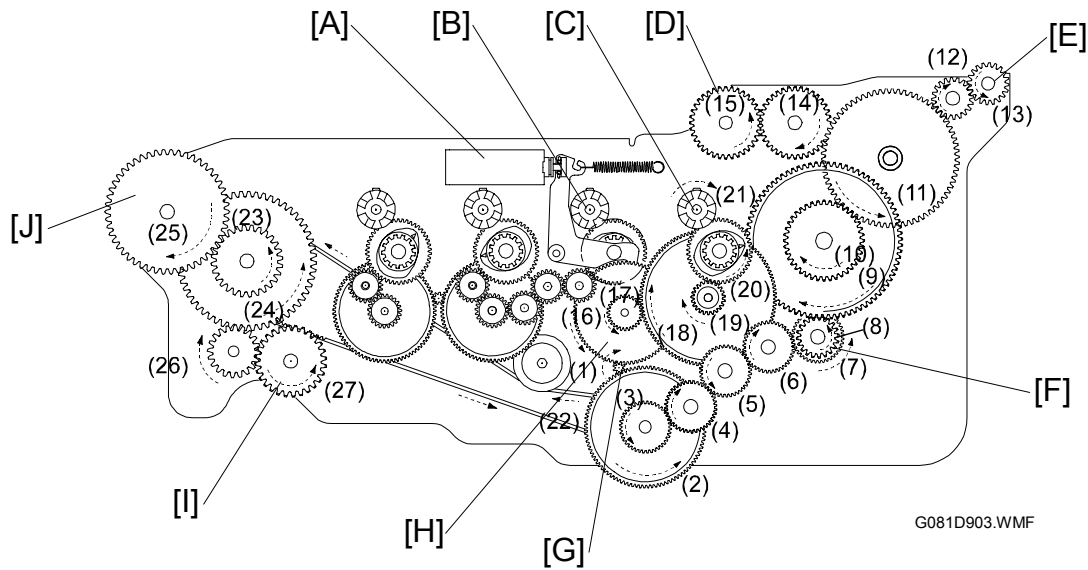 [A]
[B]
[C]
[D]
[E]
(12)
(15)
(14)
(13)
(21)
(11)
[J]
(23)
(25)
(10)
(9)
(24)
(17)
(20)
(16)
(18)
(19)
(8)
(26)
(1)
(7)
(27)
(6)
(5)
[F]
(3)
(22)
(4)
(2)
[I]
[H]
[G]
G081D903.WMF